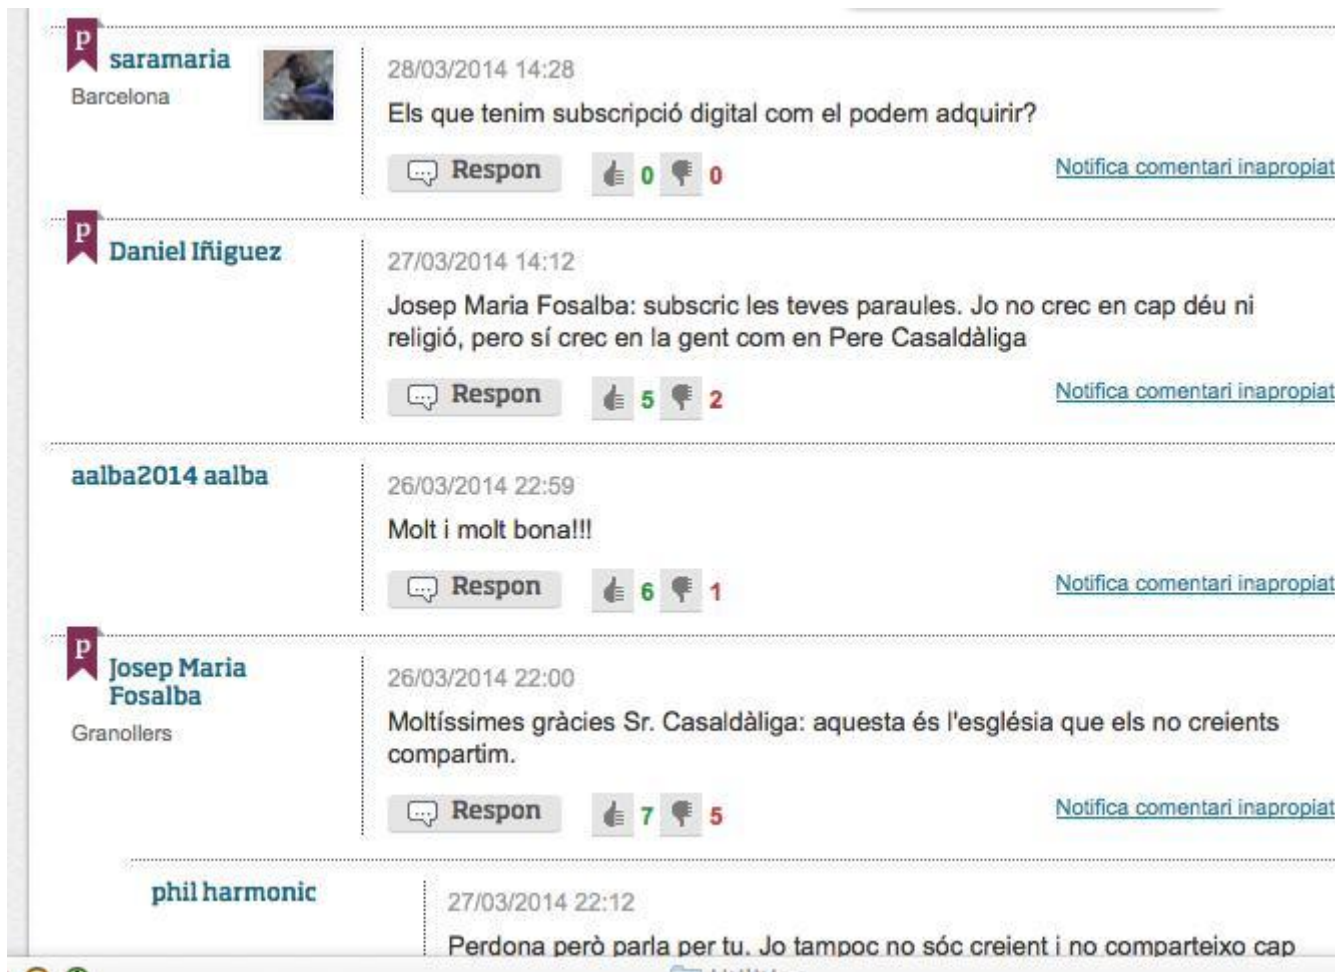 p
saramaria
Barcelona
28/03/2014 14:28
Els que tenim subscripció digital com el podem adquirir?
Respon 0 0 Notifica comentari inapropiat
p
Daniel Iñiguez
27/03/2014 14:12
Josep Maria Fosalba: subscric les teves paraules. Jo no crec en cap déu ni
religió, pero sí crec en la gent com en Pere Casaldàliga
Respon 5 2 Notifica comentari inapropiat
aalba2014 aalba
26/03/2014 22:59
Molt i molt bona!!!
Respon 6 1 Notifica comentari inapropiat
p
Josep Maria
Fosalba
Granollers
26/03/2014 22:00
Moltíssimes gràcies Sr. Casaldàliga: aquesta és l'església que els no creients
compartim.
Respon 7 5 Notifica comentari inapropiat
phil harmonic
27/03/2014 22:12
Perdona però parla per tu. Jo tampoc no sóc creient i no comparteixo cap